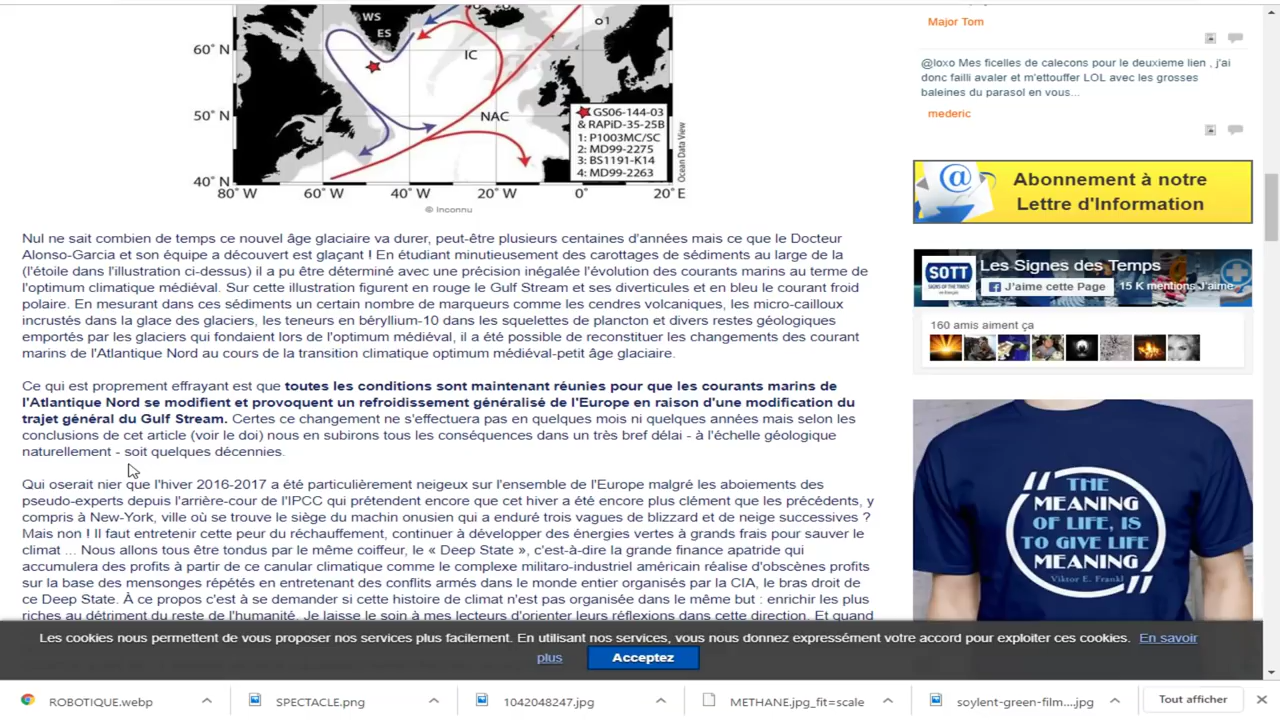 WS
ES
IC
NAC
o1
60° N
50° N
40° N
80° W
60° W
40° W
20° W
0°
20° E
GS06-144-03
& RAPiD-35-25B
1: P1003MC/SC
2: MD99-2275
3: BS1191-K14
4: MD99-2263
Ocean Data View
© Inconnu
Nul ne sait combien de temps ce nouvel âge glaciaire va durer, peut-être plusieurs centaines d'années mais ce que le Docteur
Alonso-Garcia et son équipe a découvert est glaçant ! En étudiant minutieusement des carottages de sédiments au large de la
(l'étoile dans l'illustration ci-dessus) il a pu être déterminé avec une précision inégalée l'évolution des courants marins au terme de
l'optimum climatique médiéval. Sur cette illustration figurent en rouge le Gulf Stream et ses diverticules et en bleu le courant froid
polaire. En mesurant dans ces sédiments un certain nombre de marqueurs comme les cendres volcaniques, les micro-cailloux
incrustés dans la glace des glaciers, les teneurs en béryllium-10 dans les squelettes de plancton et divers restes géologiques
emportés par les glaciers qui fondaient lors de l'optimum médiéval, il a été possible de reconstituer les changements des courant
marins de l'Atlantique Nord au cours de la transition climatique optimum médiéval-petit âge glaciaire.
Ce qui est proprement effrayant est que toutes les conditions sont maintenant réunies pour que les courants marins de
l'Atlantique Nord se modifient et provoquent un refroidissement généralisé de l'Europe en raison d'une modification du
trajet général du Gulf Stream. Certes ce changement ne s'effectuera pas en quelques mois ni quelques années mais selon les
conclusions de cet article (voir le doi) nous en subirons tous les conséquences dans un très bref délai - à l'échelle géologique
naturellement - soit quelques décennies.
Qui oserait nier que l'hiver 2016-2017 a été particulièrement neigeux sur l'ensemble de l'Europe malgré les aboiements des
pseudo-experts depuis l'arrière-cour de l'IPCC qui prétendent encore que cet hiver a été encore plus clément que les précédents, y
compris à New-York, ville où se trouve le siège du machin onusien qui a enduré trois vagues de blizzard et de neige successives ?
Mais non ! Il faut entretenir cette peur du réchauffement, continuer à développer des énergies vertes à grands frais pour sauver le
climat ... Nous allons tous être tondus par le même coiffeur, le « Deep State », c'est-à-dire la grande finance apatride qui
accumulera des profits à partir de ce canular climatique comme le complexe militaro-industriel américain réalise d'obscènes profits
sur la base des mensonges répétés en entretenant des conflits armés dans le monde entier organisés par la CIA, le bras droit de
ce Deep State. À ce propos c'est à se demander si cette histoire de climat n'est pas organisée dans le même but : enrichir les plus
riches au détriment du reste de l'humanité. Je laisse le soin à mes lecteurs d'orienter leurs réflexions dans cette direction. Et quand
Major Tom
@loxo Mes ficelles de calecons pour le deuxieme lien , j'ai
donc failli avaler et m'ettouffer LOL avec les grosses
baleines du parasol en vous...
mederic
Abonnement à notre
Lettre d'Information
SOTT
Les Signes des Temps
J'aime cette Page
15 K mentions J'aime
160 amis aiment ça
THE
MEANING
OF LIFE, IS
TO GIVE LIFE
MEANING
Viktor E. Frankl
Les cookies nous permettent de vous proposer nos services plus facilement. En utilisant nos services, vous nous donnez expressément votre accord pour exploiter ces cookies. En savoir
plus
Acceptez
ROBOTIQUE.webp
SPECTACLE.png
1042048247.jpg
METHANE.jpg_fit=scale
soylent-green-film....jpg
Tout afficher